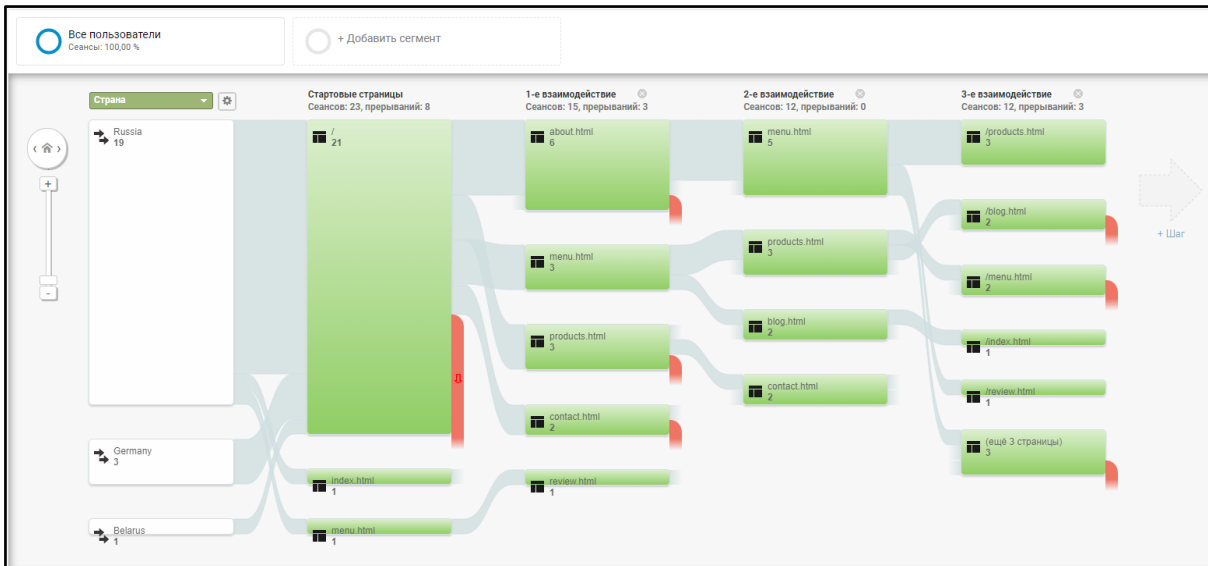 Все пользователи
Сеансы: 100,00 %
+ Добавить сегмент
Страна
Стартовые страницы
Сеансов: 23, прерываний: 8
1-е взаимодействие
Сеансов: 15, прерываний: 3
2-е взаимодействие
Сеансов: 12, прерываний: 0
3-е взаимодействие
Сеансов: 12, прерываний: 3
Russia
19
Germany
3
Belarus
1
/
21
index.html
1
menu.html
1
about.html
6
menu.html
3
products.html
3
contact.html
2
review.html
1
menu.html
5
products.html
3
blog.html
2
contact.html
2
/products.html
3
/blog.html
2
/menu.html
2
/index.html
1
/review.html
1
(ещё 3 страницы)
3
+ Шаг
+
-